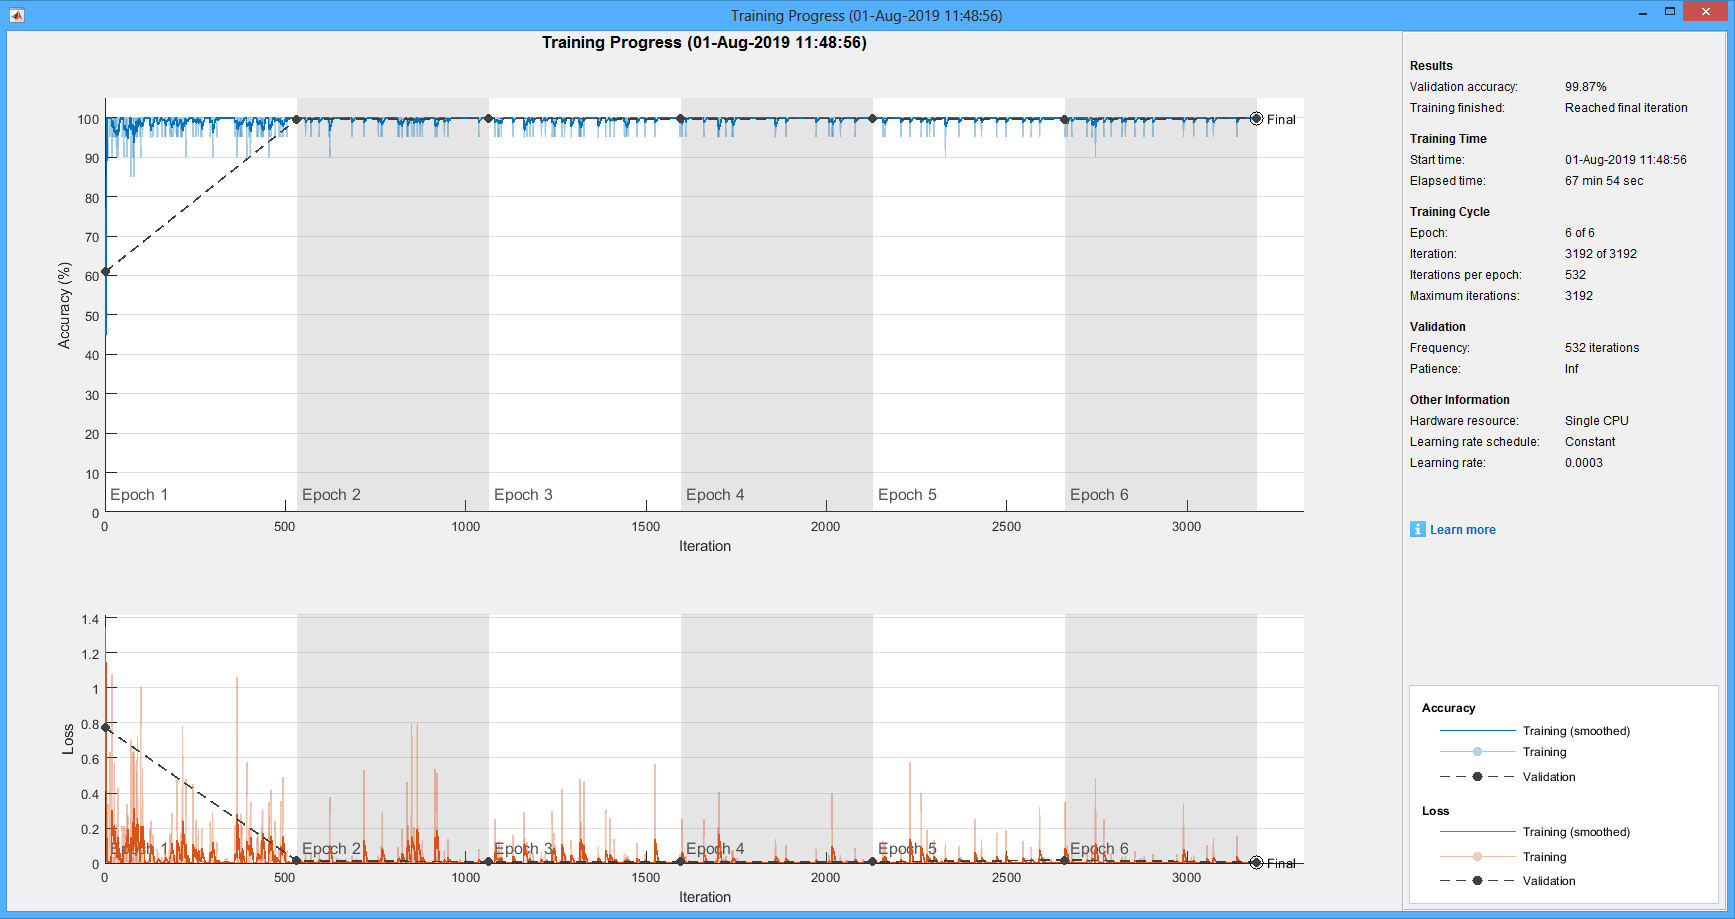 Training Progress (01-Aug-2019 11:48:56)
Training Progress (01-Aug-2019 11:48:56)
Accuracy (%)
100
90
80
70
60
50
40
30
20
10
0
Final
Epoch 1
Epoch 2
Epoch 3
Epoch 4
Epoch 5
Epoch 6
0
500
1000
1500
2000
2500
3000
Iteration
Loss
1.4
1.2
1
0.8
0.6
0.4
0.2
0
Epoch 1
Epoch 2
Epoch 3
Epoch 4
Epoch 5
Epoch 6
Final
0
500
1000
1500
2000
2500
3000
Iteration
Results
Validation accuracy: 99.87%
Training finished: Reached final iteration
Training Time
Start time: 01-Aug-2019 11:48:56
Elapsed time: 67 min 54 sec
Training Cycle
Epoch: 6 of 6
Iteration: 3192 of 3192
Iterations per epoch: 532
Maximum iterations: 3192
Validation
Frequency: 532 iterations
Patience: Inf
Other Information
Hardware resource: Single CPU
Learning rate schedule: Constant
Learning rate: 0.0003
i Learn more
Accuracy
Training (smoothed)
Training
Validation
Loss
Training (smoothed)
Training
Validation